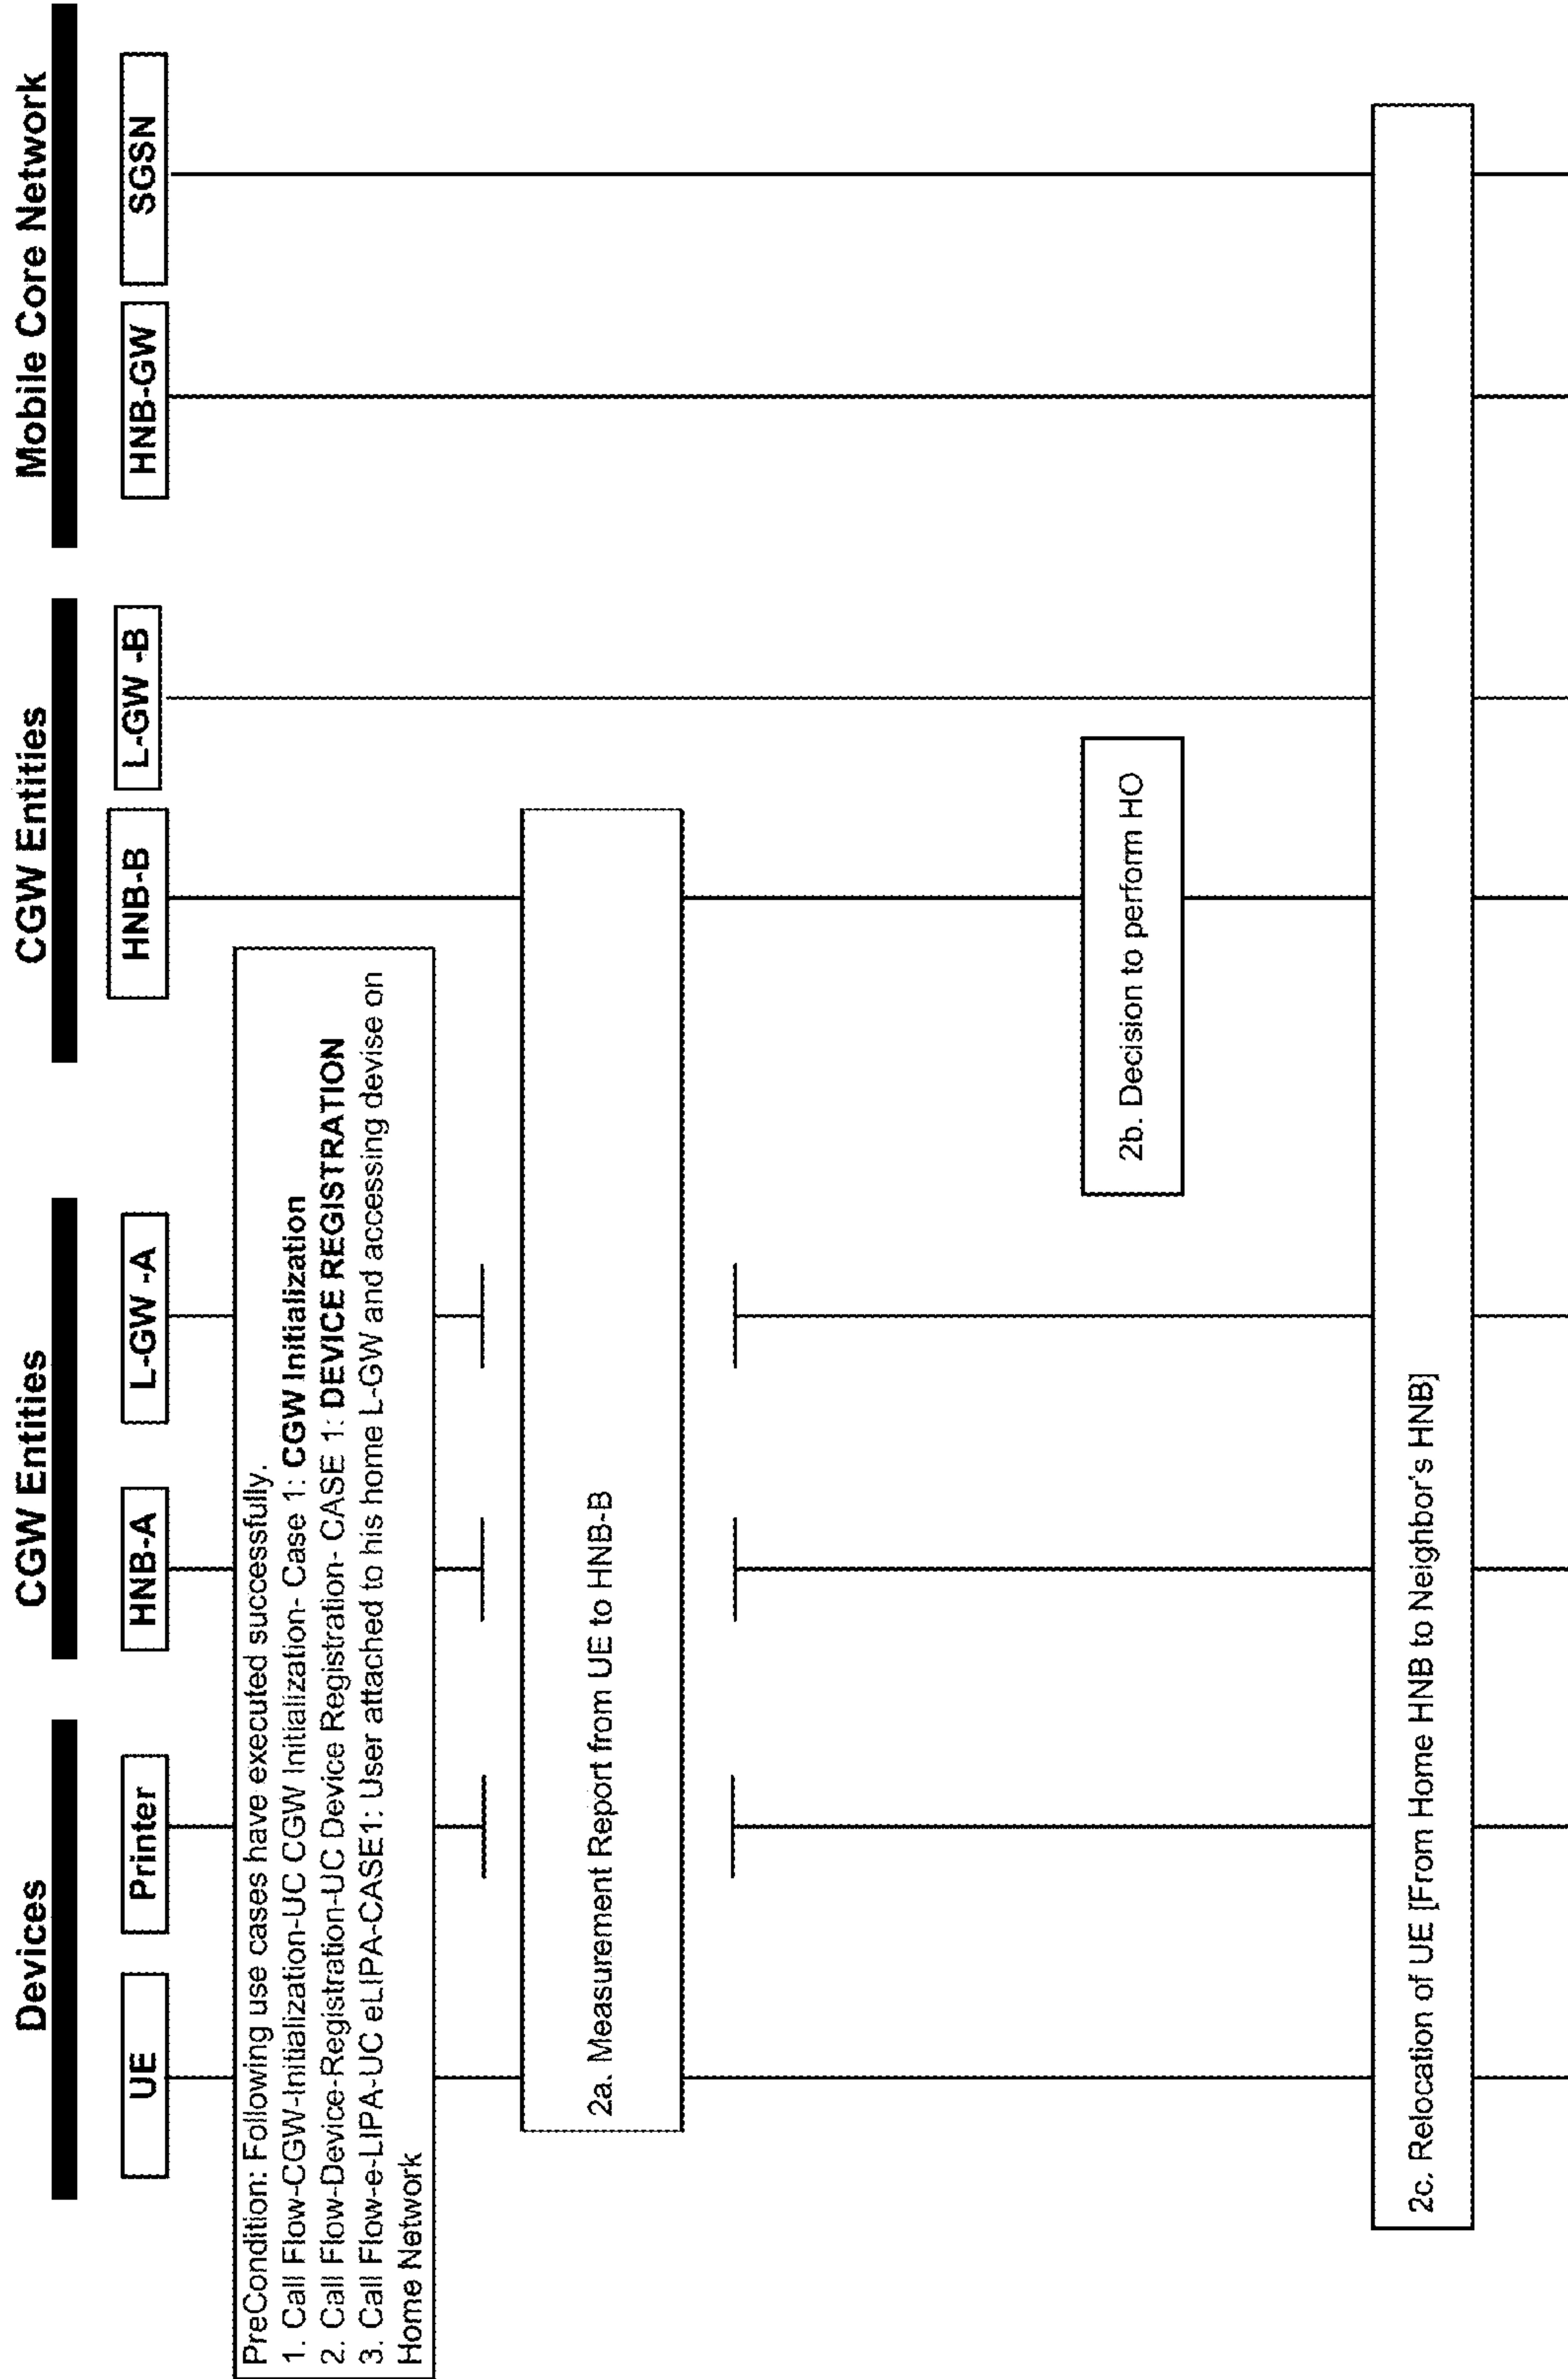 Devices
CGW Entities
CGW Entities
Mobile Core Network
UE
Printer
HNB-A
L-GW -A
HNB-B
L-GW -B
HNB-GW
SGSN
PreCondition: Following use cases have executed successfully.
1. Call Flow-CGW-Initialization-UC CGW Initialization- Case 1: CGW Initialization
2. Call Flow-Device-Registration-UC Device Registration- CASE 1: DEVICE REGISTRATION
3. Call Flow-e-LIPA-UC eLIPA-CASE1: User attached to his home L-GW and accessing devise on
Home Network
2a. Measurement Report from UE to HNB-B
2b. Decision to perform HO
2c. Relocation of UE [From Home HNB to Neighbor's HNB]